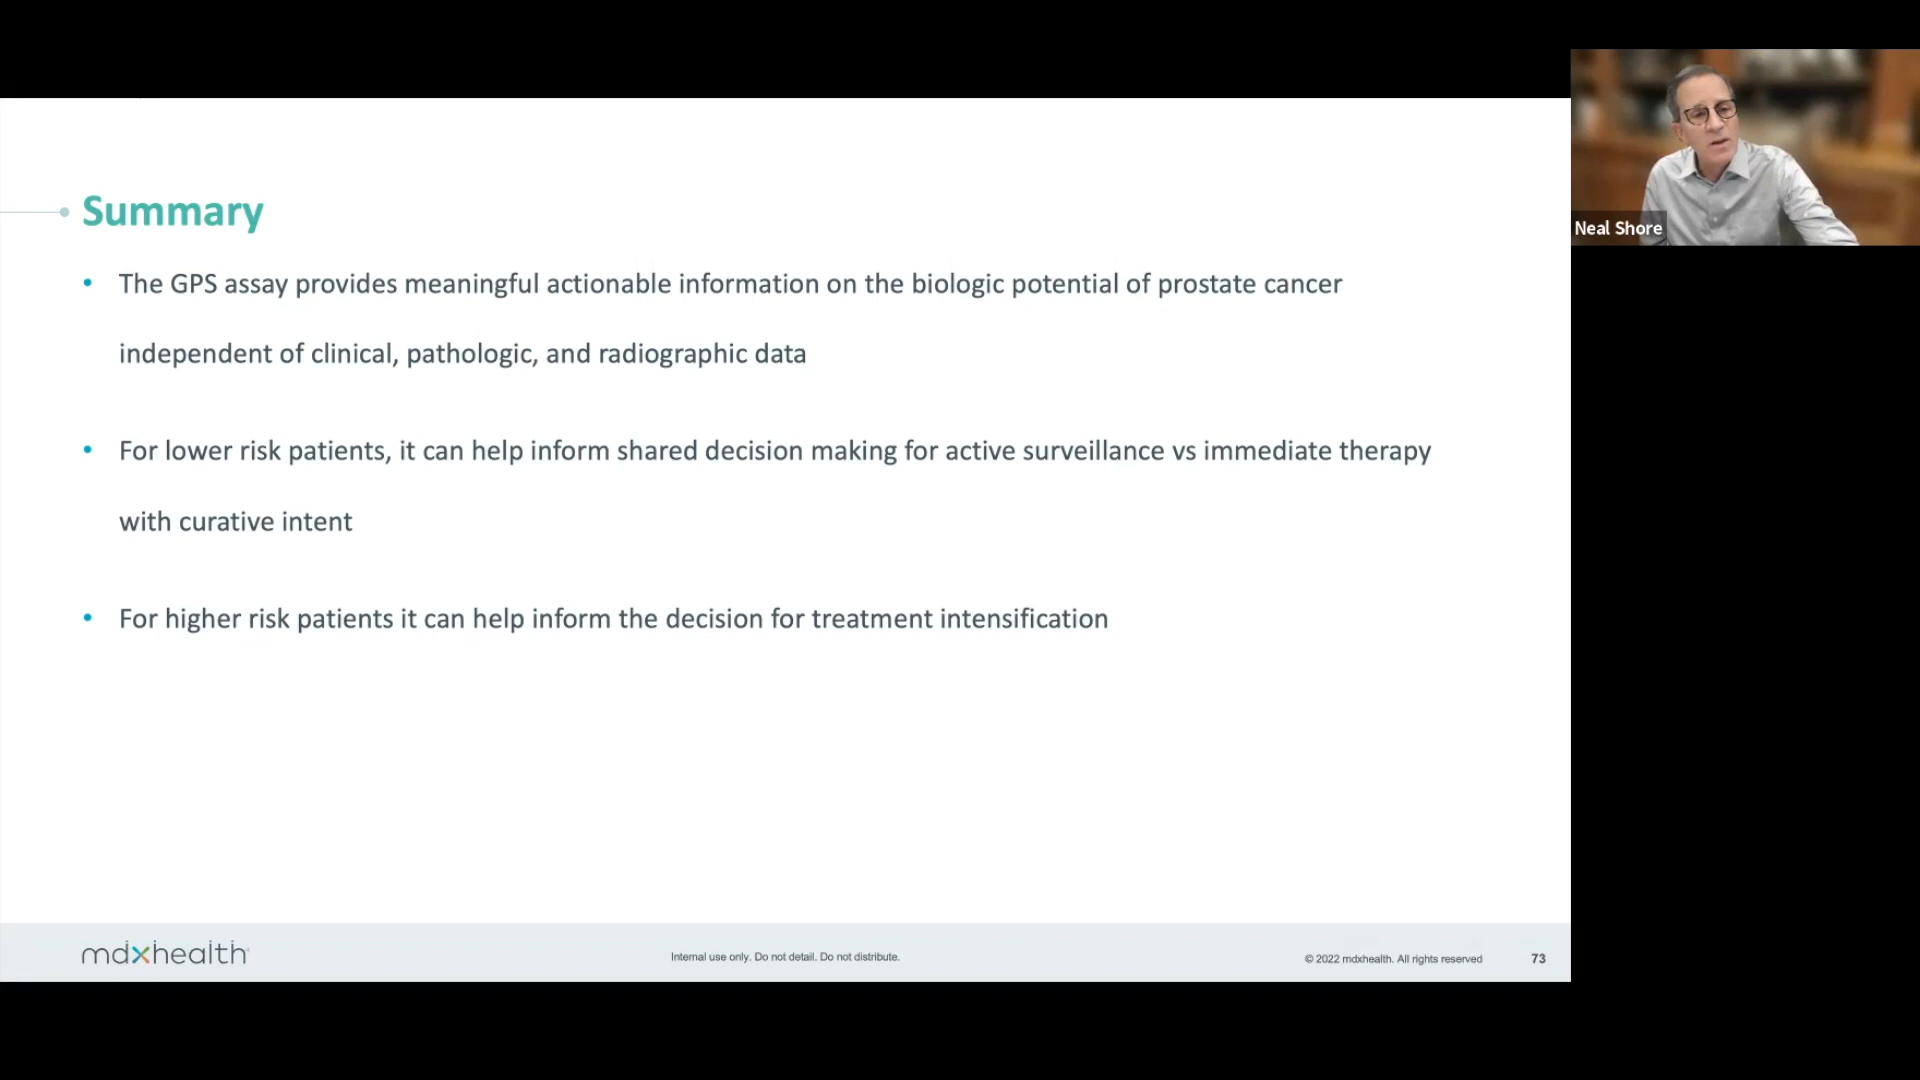 Summary
• The GPS assay provides meaningful actionable information on the biologic potential of prostate cancer
independent of clinical, pathologic, and radiographic data
• For lower risk patients, it can help inform shared decision making for active surveillance vs immediate therapy
with curative intent
• For higher risk patients it can help inform the decision for treatment intensification
mdxhealth
Internal use only. Do not detail. Do not distribute.
© 2022 mdxhealth. All rights reserved
73
Neal Shore